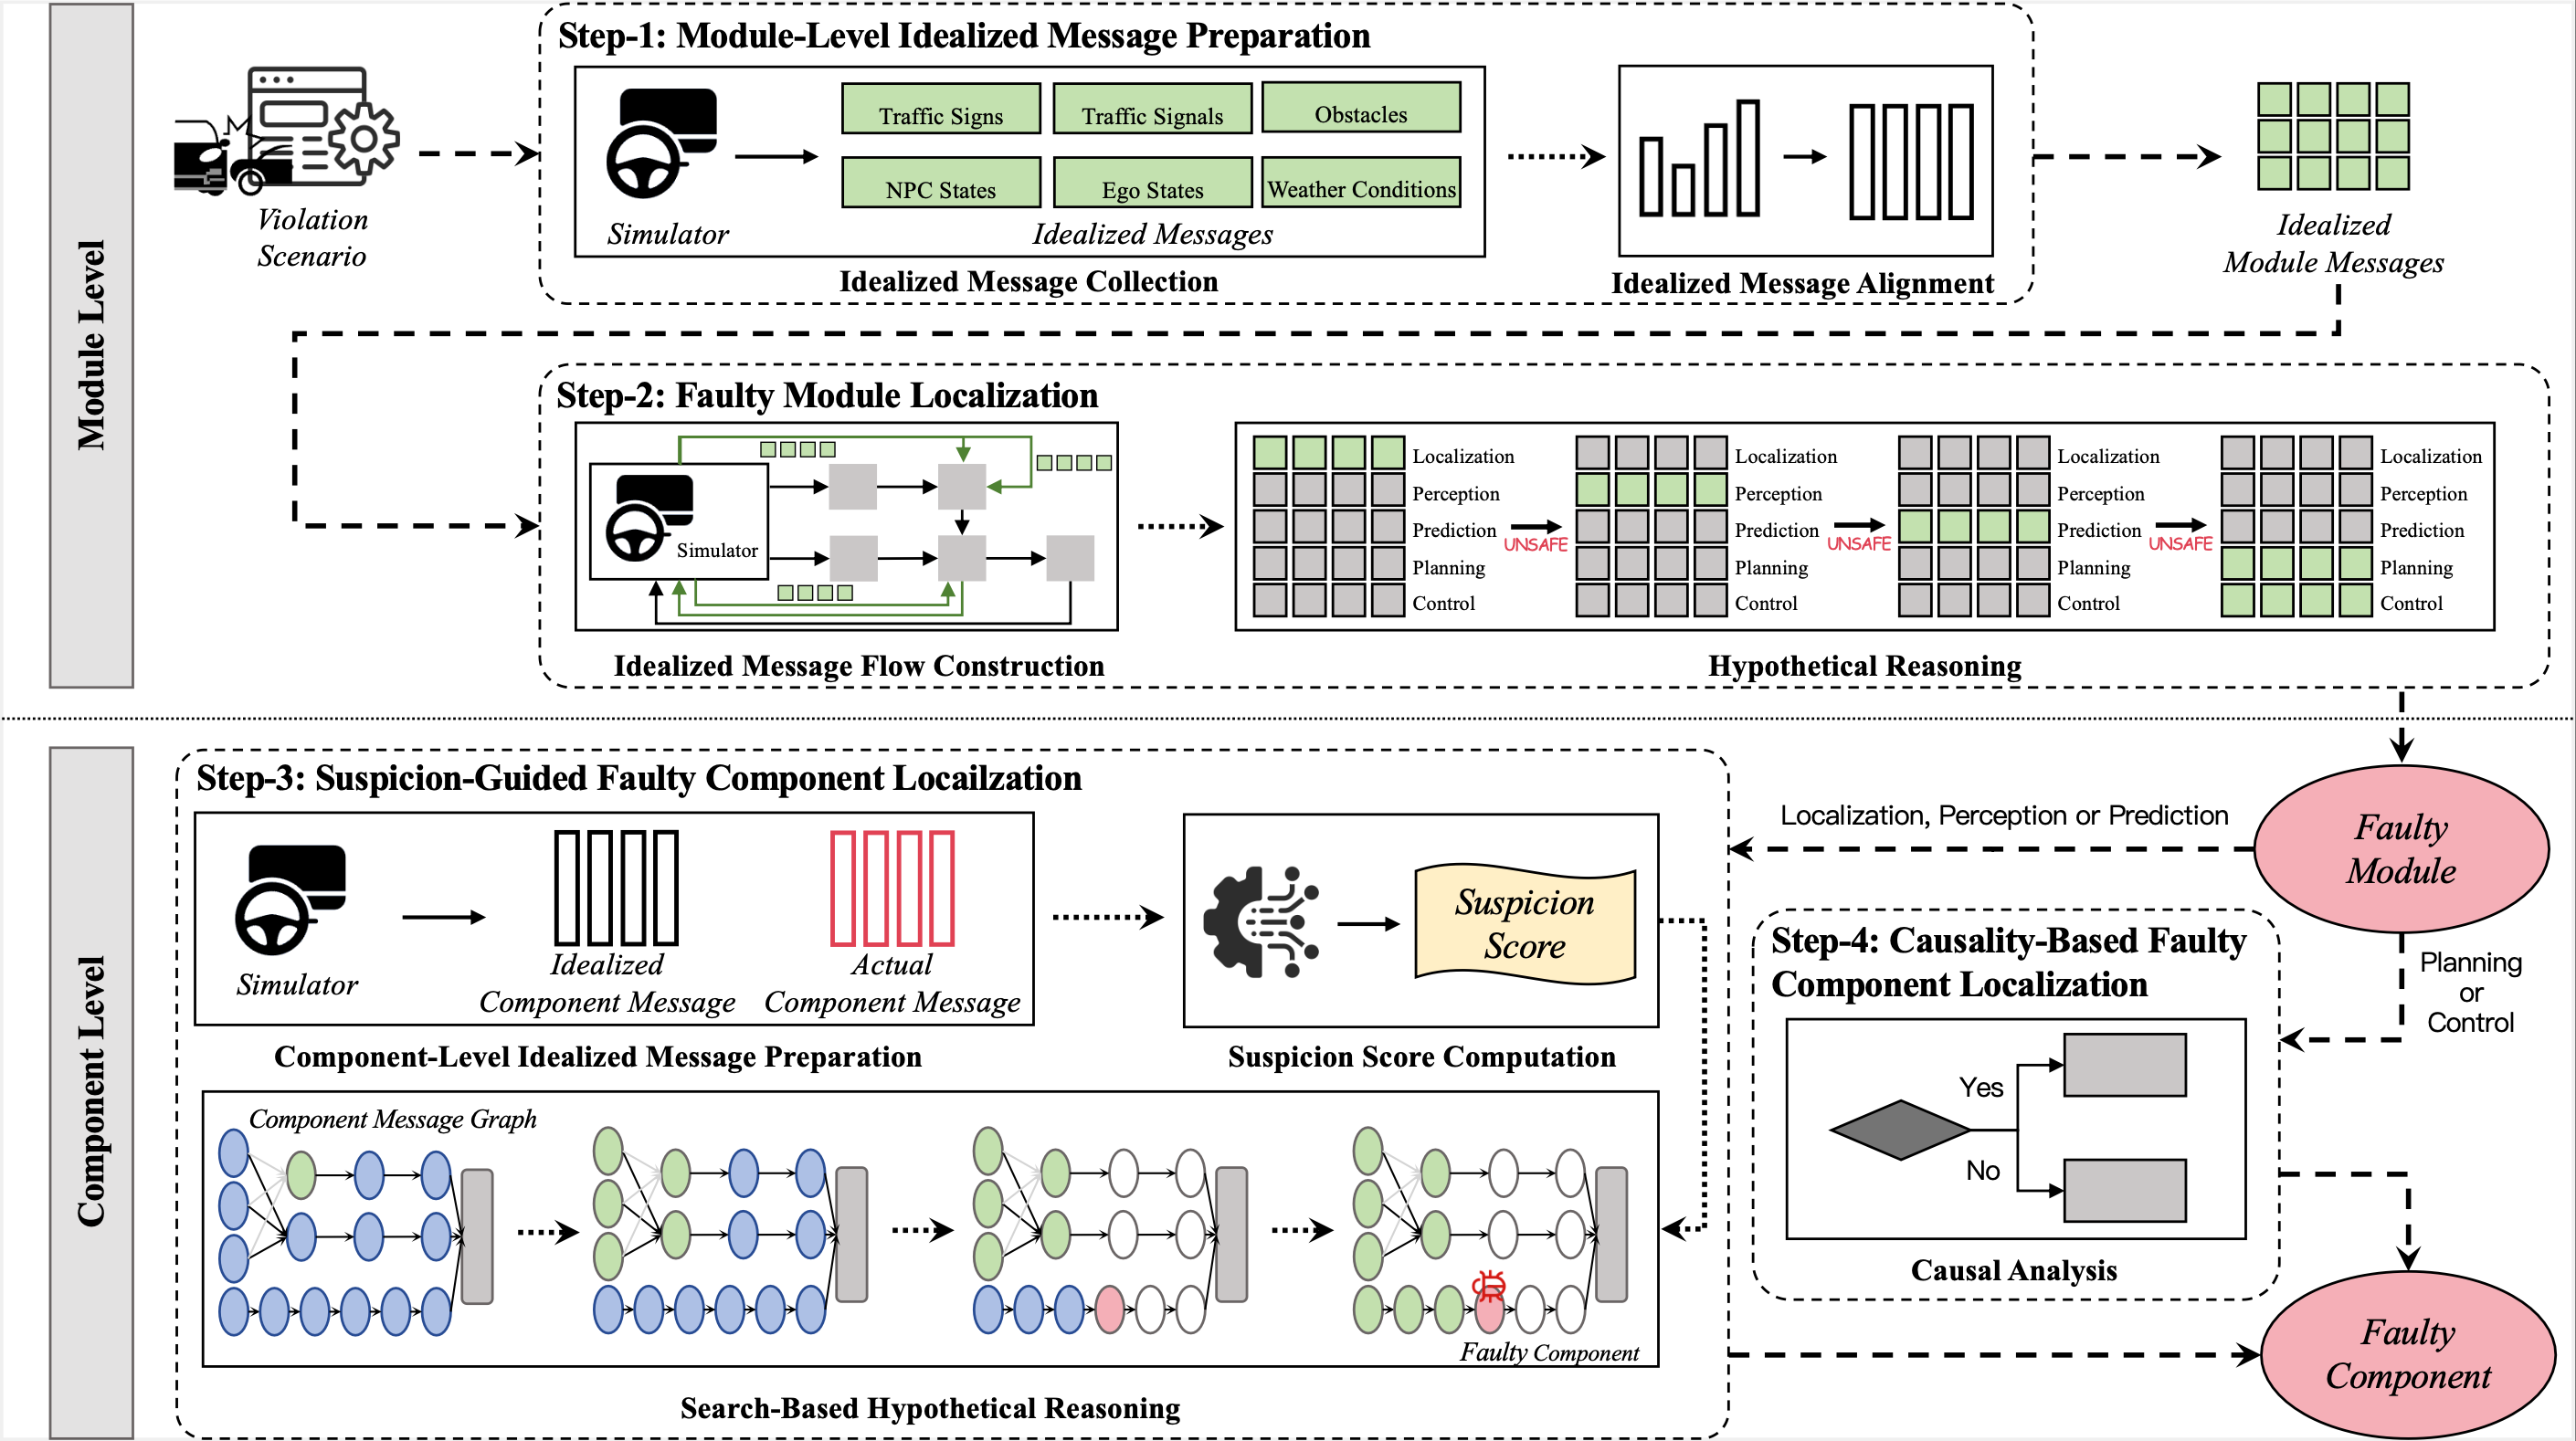 Module Level
Violation
Scenario
Step-1: Module-Level Idealized Message Preparation
Simulator
Traffic Signs
Traffic Signals
Obstacles
NPC States
Ego States
Weather Conditions
Idealized Messages
Idealized Message Collection
Idealized Message Alignment
Idealized
Module Messages
Step-2: Faulty Module Localization
Simulator
Idealized Message Flow Construction
Localization
Perception
Prediction
Planning
Control
UNSAFE
Localization
Perception
Prediction
Planning
Control
UNSAFE
Localization
Perception
Prediction
Planning
Control
UNSAFE
Localization
Perception
Prediction
Planning
Control
Hypothetical Reasoning
Component Level
Step-3: Suspicion-Guided Faulty Component Locailzation
Simulator
Idealized
Component Message
Actual
Component Message
Component-Level Idealized Message Preparation
Suspicion
Score
Suspicion Score Computation
Component Message Graph
Faulty Component
Search-Based Hypothetical Reasoning
Localization, Perception or Prediction
Faulty
Module
Planning
or
Control
Step-4: Causality-Based Faulty
Component Localization
Yes
No
Causal Analysis
Faulty
Component